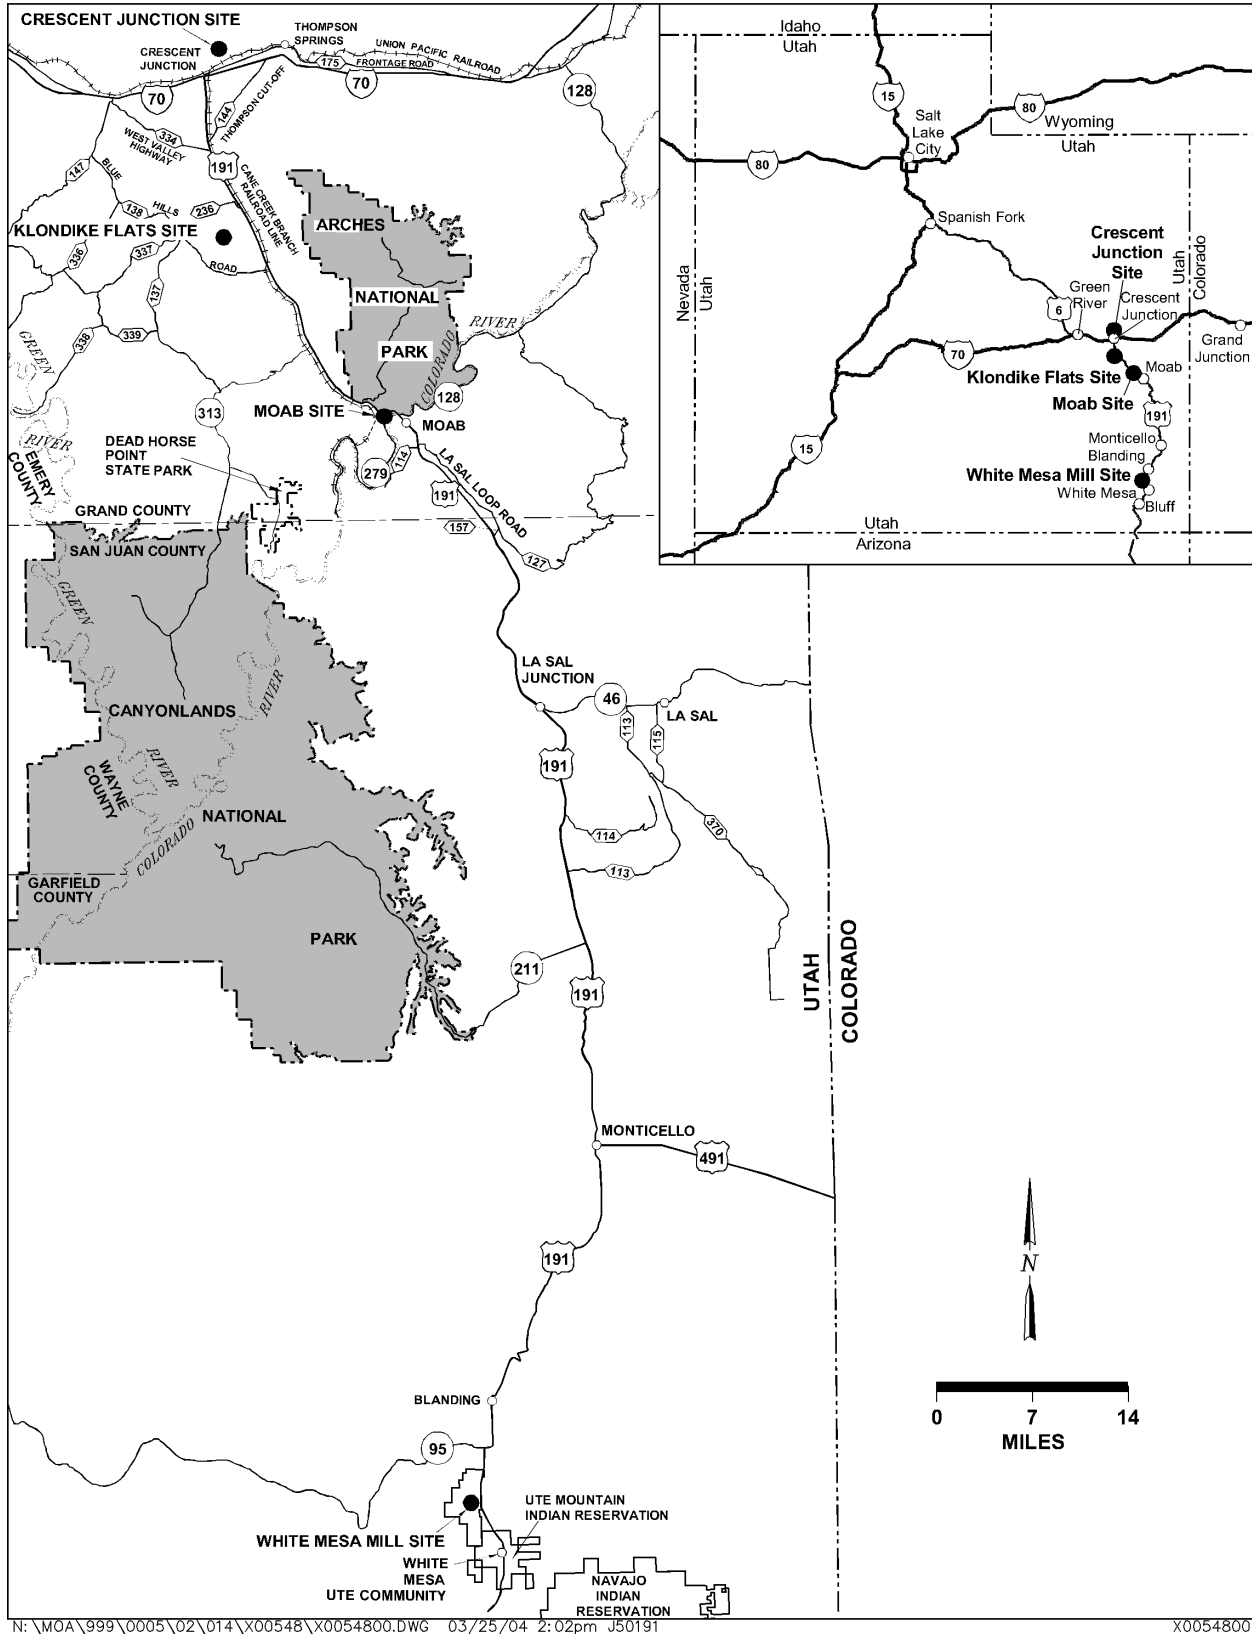 CRESCENT JUNCTION SITE
THOMPSON
SPRINGS
CRESCENT
JUNCTION
UNION PACIFIC RAILROAD
175
FRONTAGE ROAD
70
70
128
144
THOMPSON CUT-OFF
334
WEST VALLEY
HIGHWAY
191
147
BLUE
HILLS
138
236
CANE CREEK BRANCH
RAILROAD LINE
KLONDIKE FLATS SITE
336
337
ROAD
137
338
339
GREEN
RIVER
ARCHES
NATIONAL
PARK
COLORADO
RIVER
128
313
MOAB SITE
MOAB
DEAD HORSE
POINT
STATE PARK
279
114
191
LA SAL LOOP ROAD
EMERY
COUNTY
GRAND COUNTY
SAN JUAN COUNTY
157
127
GREEN
RIVER
LA SAL
JUNCTION
46
LA SAL
113
115
CANYONLANDS
RIVER
WAYNE
COUNTY
191
NATIONAL
COLORADO
114
370
113
GARFIELD
COUNTY
PARK
211
191
UTAH
COLORADO
MONTICELLO
491
191
BLANDING
95
UTE MOUNTAIN
INDIAN RESERVATION
WHITE MESA MILL SITE
WHITE
MESA
UTE COMMUNITY
NAVAJO
INDIAN
RESERVATION
N
0 7 14
MILES
Idaho
Utah
15
80
Salt
Lake
City
Wyoming
Utah
80
Spanish Fork
Crescent
Junction
Site
Nevada
Utah
Utah
Colorado
Green
River
Crescent
Junction
6
70
Grand
Junction
Klondike Flats Site
Moab
Moab Site
191
15
Monticello
Blanding
White Mesa Mill Site
White Mesa
Bluff
Utah
Arizona
N: \MOA\999\0005\02\014\X00548\X0054800.DWG 03/25/04 2:02pm J50191
X0054800